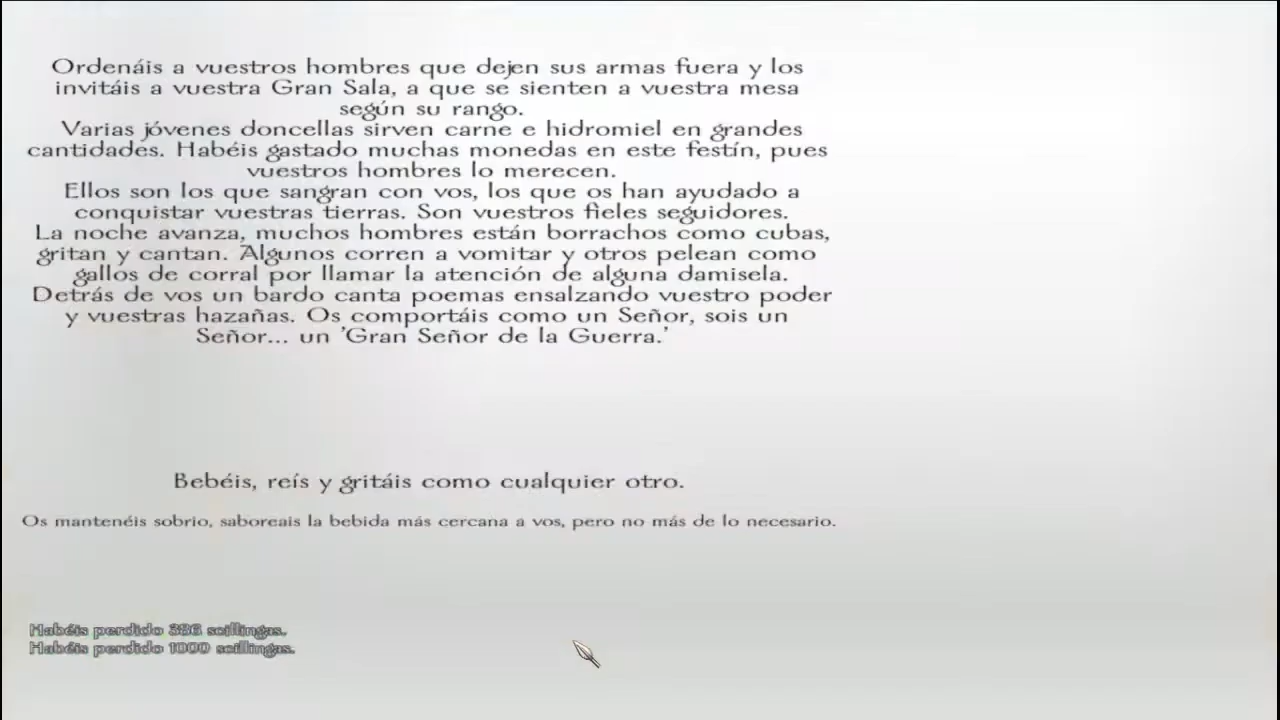 Ordenáis a vuestros hombres que dejen sus armas fuera y los
invitáis a vuestra Gran Sala, a que se sienten a vuestra mesa
según su rango.
Varias jóvenes doncellas sirven carne e hidromiel en grandes
cantidades. Habéis gastado muchas monedas en este festín, pues
vuestros hombres lo merecen.
Ellos son los que sangran con vos, los que os han ayudado a
conquistar vuestras tierras. Son vuestros fieles seguidores.
La noche avanza, muchos hombres están borrachos como cubas,
gritan y cantan. Algunos corren a vomitar y otros pelean como
gallos de corral por llamar la atención de alguna damisela.
Detrás de vos un bardo canta poemas ensalzando vuestro poder
y vuestras hazañas. Os comportáis como un Señor, sois un
Señor... un 'Gran Señor de la Guerra.'
Bebéis, reís y gritáis como cualquier otro.
Os mantenéis sobrio, saboreais la bebida más cercana a vos, pero no más de lo necesario.
Habéis perdido scillingas.
Habéis perdido 1000 scillingas.